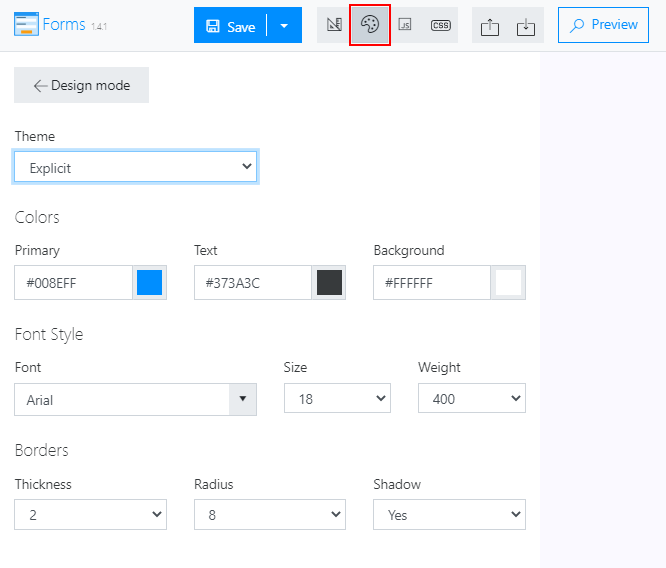 Forms 1.4.1 Save JS CSS Preview
Design mode
Theme
Explicit
Colors
Primary Text Background
#008EFF #373A3C #FFFFFF
Font Style
Font Size Weight
Arial 18 400
Borders
Thickness Radius Shadow
2 8 Yes